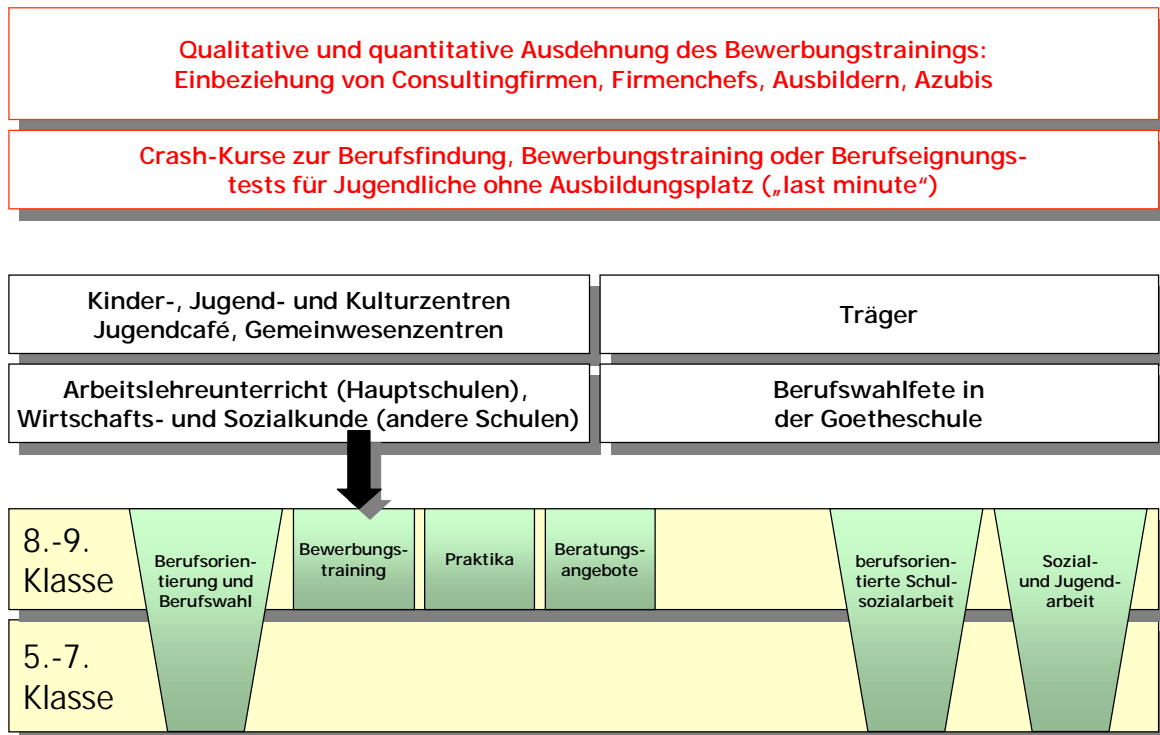 Qualitative und quantitative Ausdehnung des Bewerbungstrainings:
Einbeziehung von Consultingfirmen, Firmenchefs, Ausbildern, Azubis
Crash-Kurse zur Berufsfindung, Bewerbungstraining oder Berufseignungs-
tests für Jugendliche ohne Ausbildungsplatz („last minute“)
Kinder-, Jugend- und Kulturzentren
Jugendcafé, Gemeinwesenzentren
Träger
Arbeitslehreunterricht (Hauptschulen),
Wirtschafts- und Sozialkunde (andere Schulen)
Berufswahlfete in
der Goetheschule
8.-9.
Klasse
Berufsorien-
tierung und
Berufswahl
Bewerbungs-
training
Praktika
Beratungs-
angebote
berufsorien-
tierte Schul-
sozialarbeit
Sozial-
und Jugend-
arbeit
5.-7.
Klasse